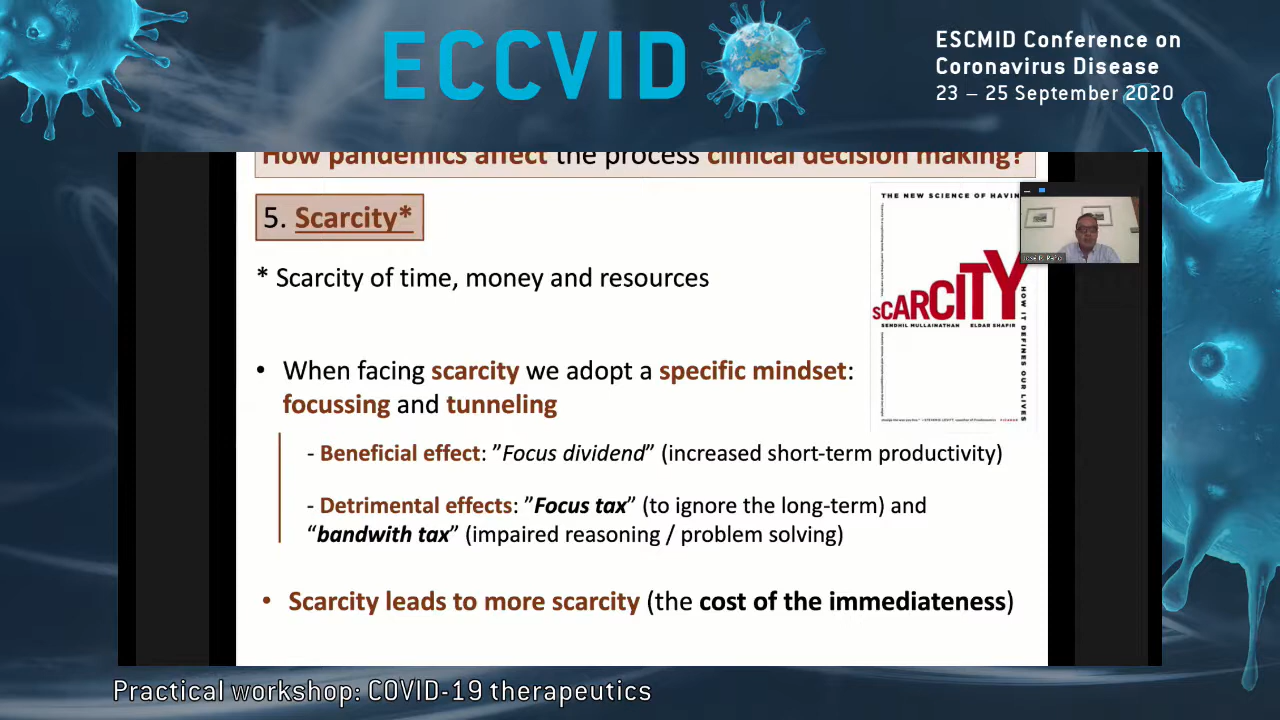 ECCVID
ESCMID Conference on
Coronavirus Disease
23 – 25 September 2020
How pandemics affect the process clinical decision making?
5. Scarcity*
* Scarcity of time, money and resources
THE NEW SCIENCE OF HAVIN
SCARCITY
SENDHIL MULLAINATHAN ELDAR SHAFIR
HOW IT DEFINES OUR LIVES
• When facing scarcity we adopt a specific mindset:
focussing and tunneling
- Beneficial effect: ”Focus dividend” (increased short-term productivity)
- Detrimental effects: ”Focus tax” (to ignore the long-term) and
“bandwith tax” (impaired reasoning / problem solving)
• Scarcity leads to more scarcity (the cost of the immediateness)
Practical workshop: COVID-19 therapeutics